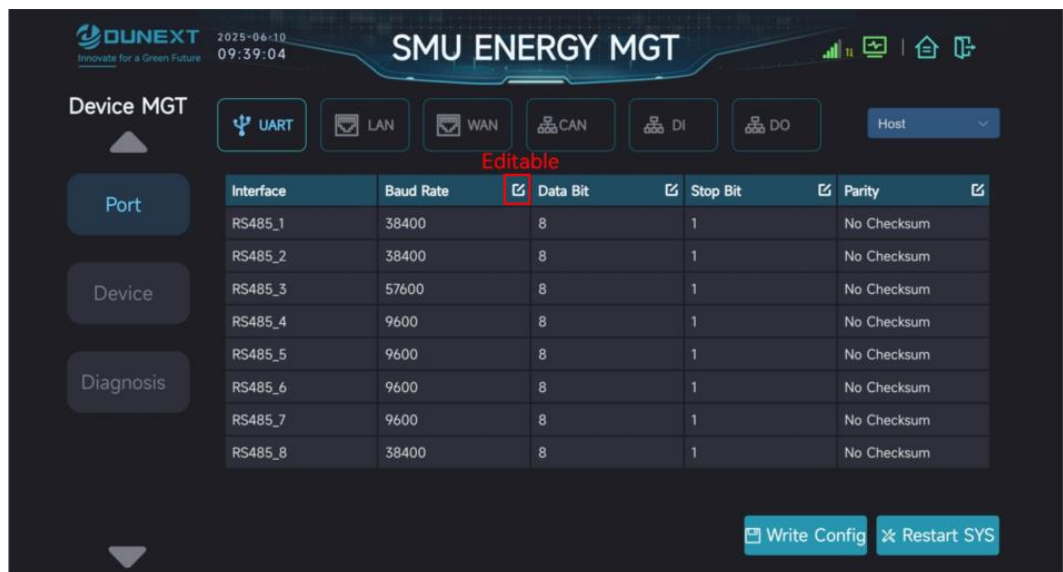 DUNEXT
Innovate for a Green Future
2025-06-10
09:39:04
SMU ENERGY MGT
Device MGT
UART
LAN
WAN
CAN
DI
DO
Host
Editable
Port
Device
Diagnosis
Interface Baud Rate Data Bit Stop Bit Parity
RS485_1 38400 8 1 No Checksum
RS485_2 38400 8 1 No Checksum
RS485_3 57600 8 1 No Checksum
RS485_4 9600 8 1 No Checksum
RS485_5 9600 8 1 No Checksum
RS485_6 9600 8 1 No Checksum
RS485_7 9600 8 1 No Checksum
RS485_8 38400 8 1 No Checksum
Write Config
Restart SYS